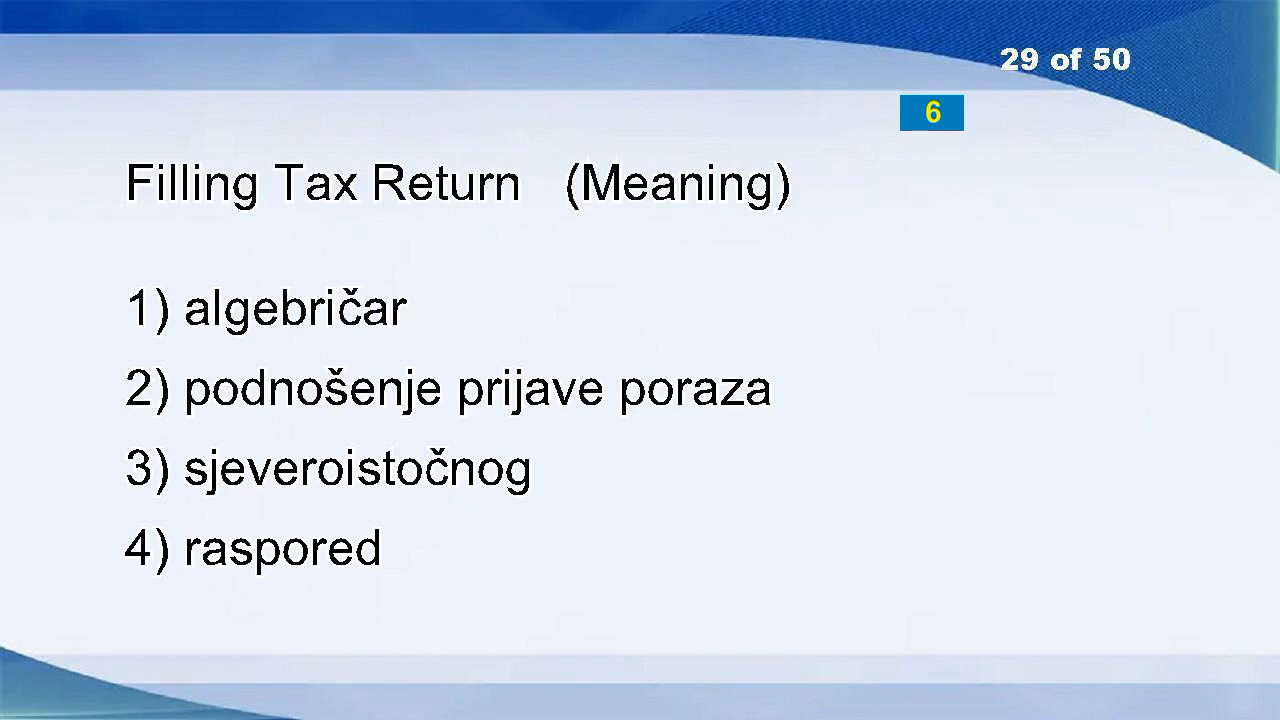 29 of 50
6
Filling Tax Return (Meaning)
1) algebričar
2) podnošenje prijave poraza
3) sjeveroistočnog
4) raspored